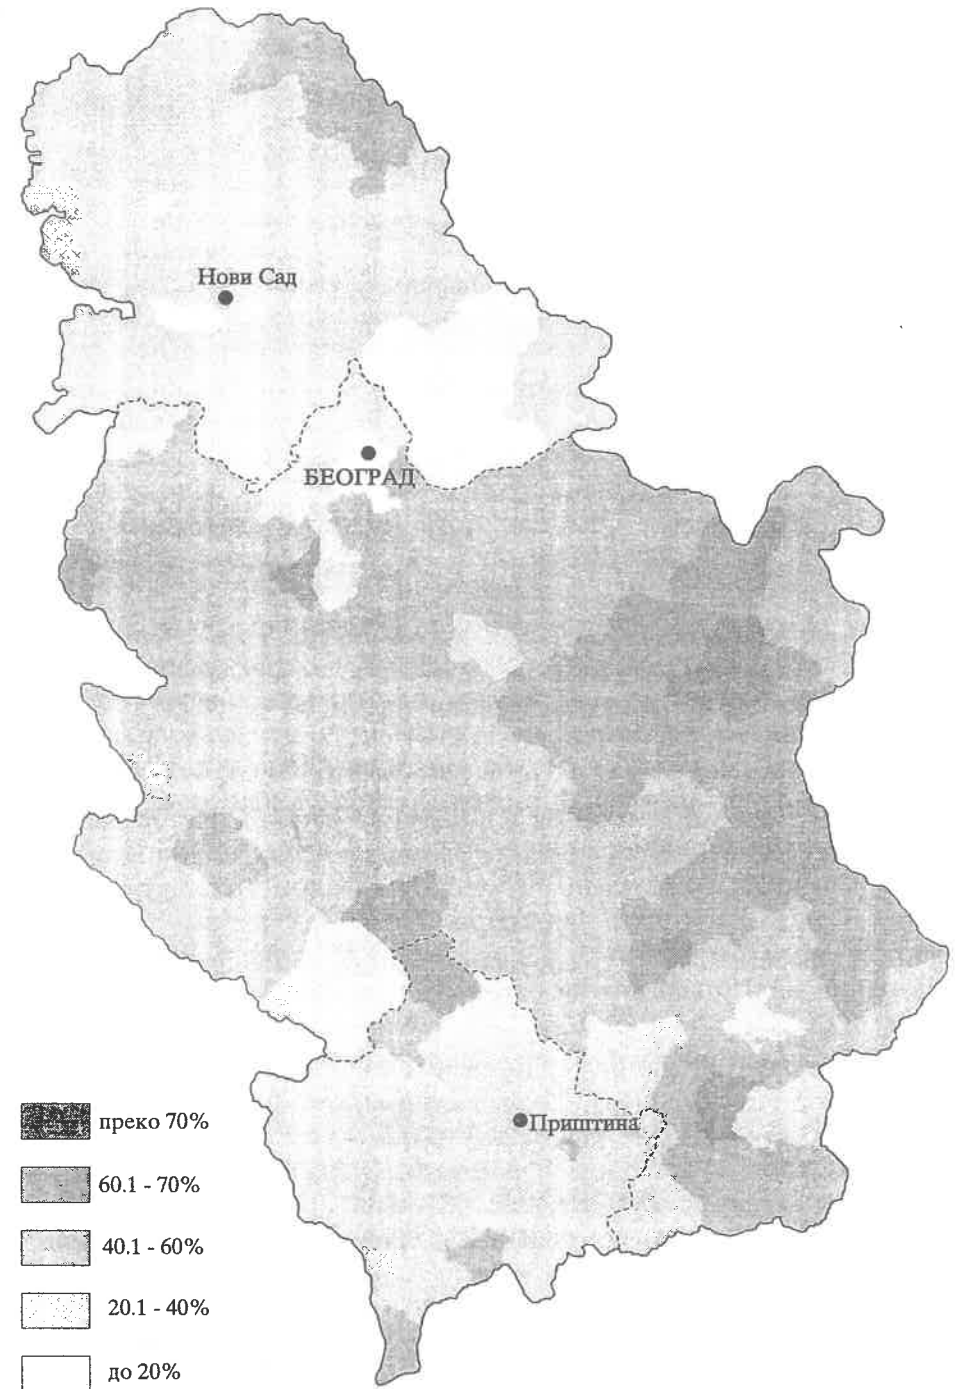 Нови Сад
БЕОГРАД
Приштина
преко 70%
60.1 - 70%
40.1 - 60%
20.1 - 40%
до 20%